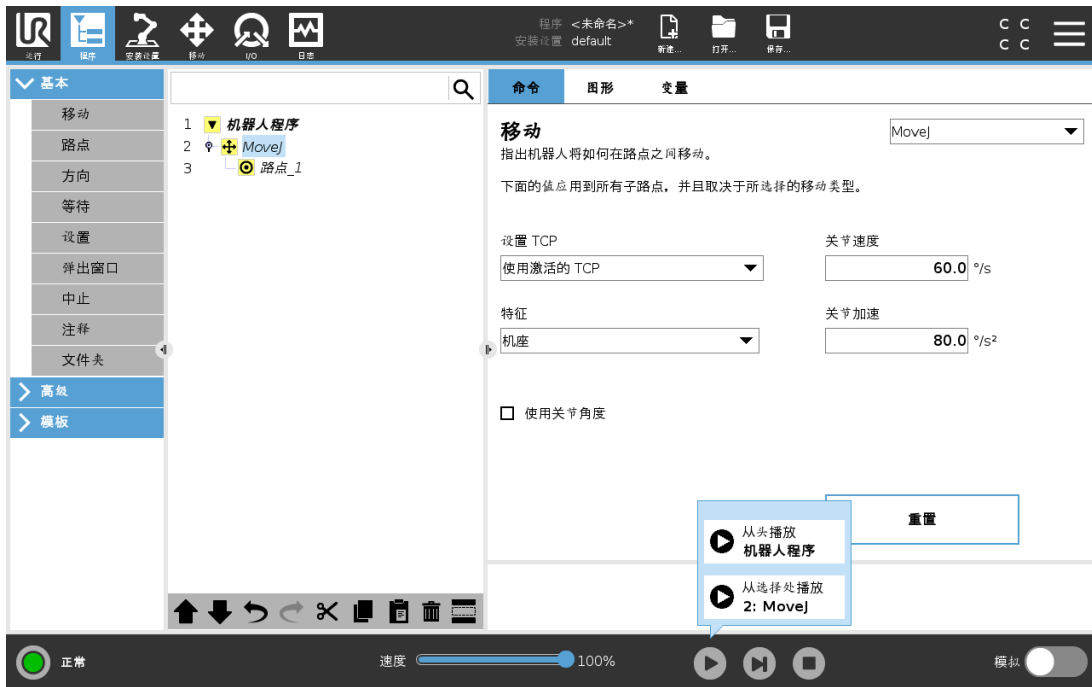 UR
运行
程序
安装设置
移动
I/O
日志
程序 <未命名>*
安装设置 default
新建...
打开...
保存...
C C
C C
基本
移动
路点
方向
等待
设置
弹出窗口
中止
注释
文件夹
高级
模板
1 机器人程序
2 MoveJ
3 路点_1
命令
图形
变量
移动
MoveJ
指出机器人将如何在路点之间移动。
下面的值应用到所有子路点，并且取决于所选择的移动类型。
设置 TCP
关节速度
使用激活的 TCP
60.0 °/s
特征
关节加速
机座
80.0 °/s²
使用关节角度
重置
从头播放
机器人程序
从选择处播放
2: MoveJ
正常
速度
100%
模拟